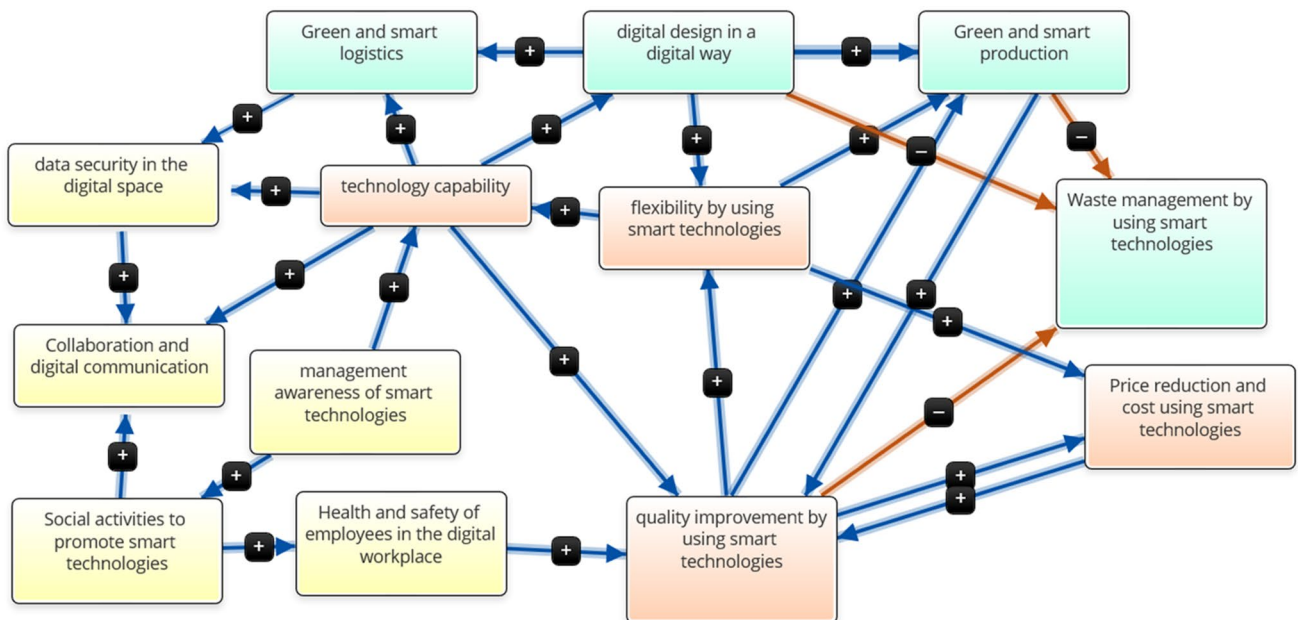 Green and smart
logistics
+
digital design in a
digital way
+
Green and smart
production
+
+
+
+
+
−
−
data security in the
digital space
+
technology capability
+
flexibility by using
smart technologies
Waste management by
using smart
technologies
+
+
+
+
+
+
Collaboration and
digital communication
management
awareness of smart
technologies
+
+
−
Price reduction and
cost using smart
technologies
+
+
+
+
Social activities to
promote smart
technologies
+
Health and safety of
employees in the digital
workplace
+
quality improvement by
using smart
technologies